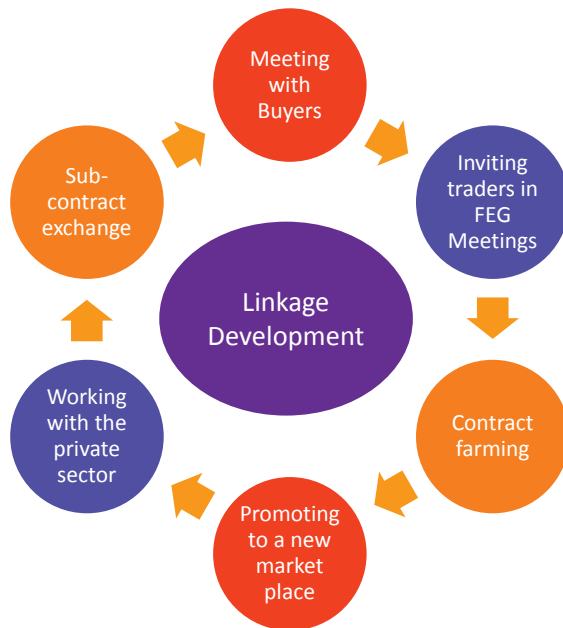 Meeting
with
Buyers
Inviting
traders in
FEG
Meetings
Contract
farming
Promoting
to a new
market
place
Working
with the
private
sector
Sub-
contract
exchange
Linkage
Development